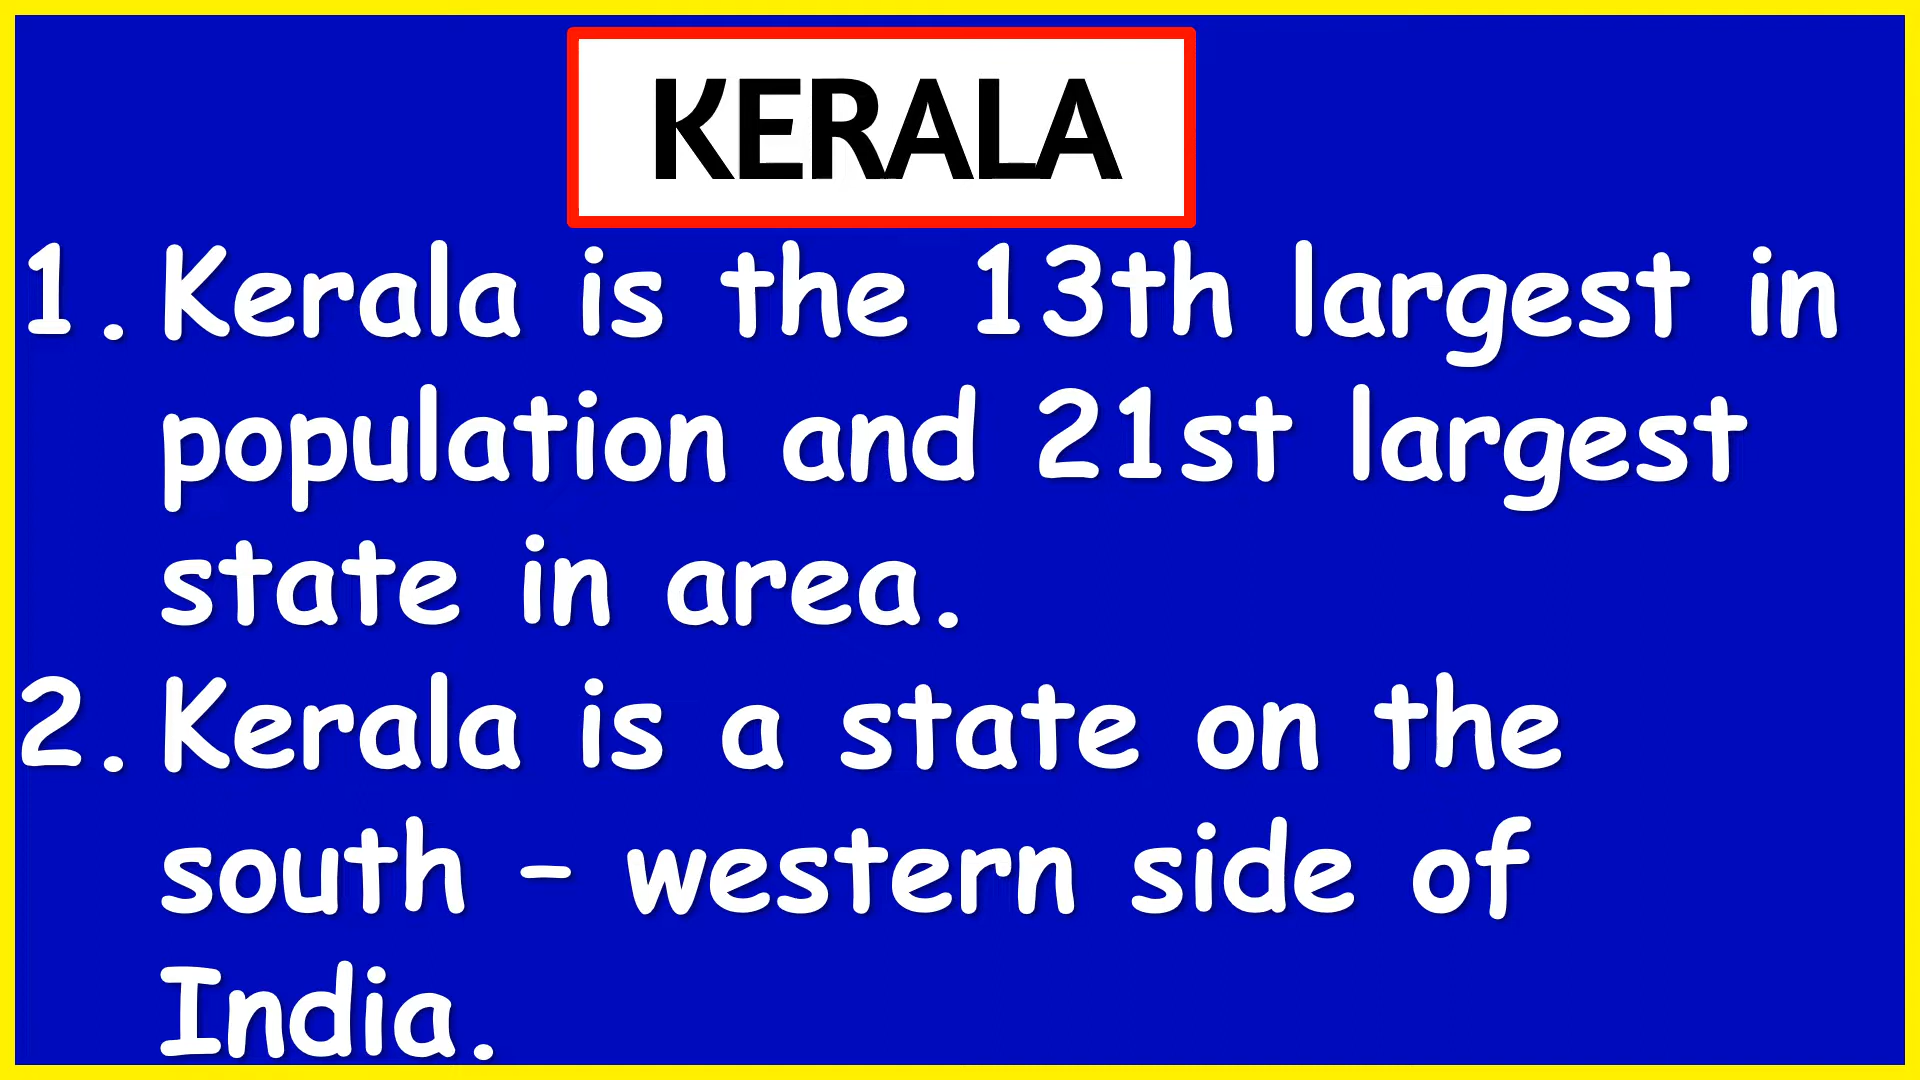 KERALA
1. Kerala is the 13th largest in
population and 21st largest
state in area.
2. Kerala is a state on the
south – western side of
India.